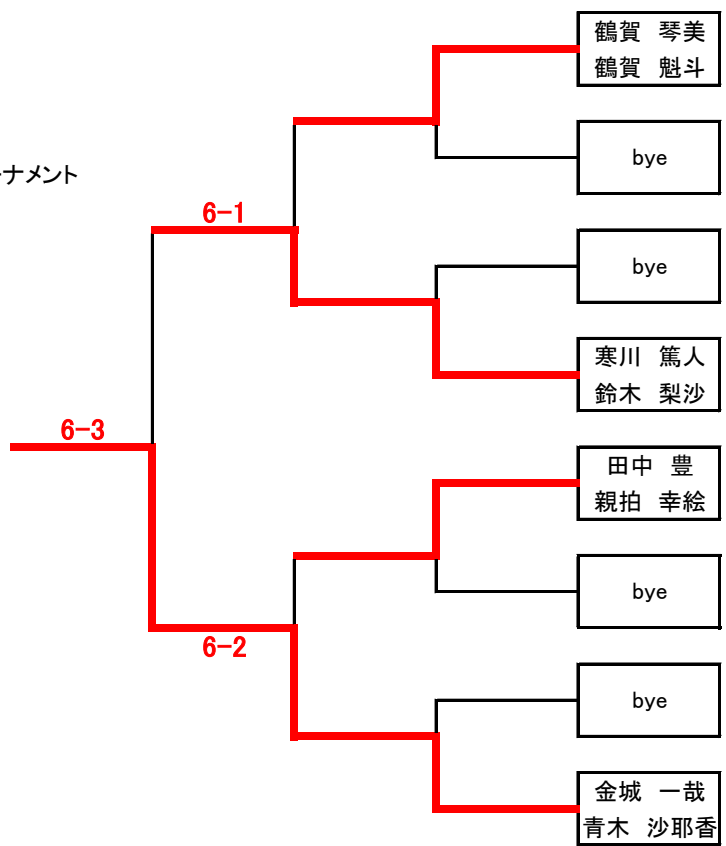 鶴賀　琴美
鶴賀　魁斗
bye
ーナメント
6-1
bye
寒川　篤人
鈴木　梨沙
6-3
田中　豊
親拍　幸絵
bye
6-2
bye
金城　一哉
青木　沙耶香